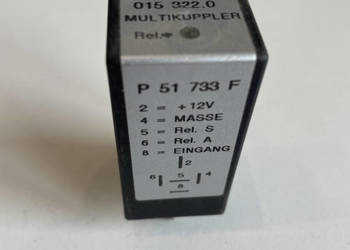 015 322.0
MULTIKUPPLER
Rel.
P 51 733 F
2 = +12V
4 = MASSE
5 = Rel. S
6 = Rel. A
8 = EINGANG
2
6 5 4
8